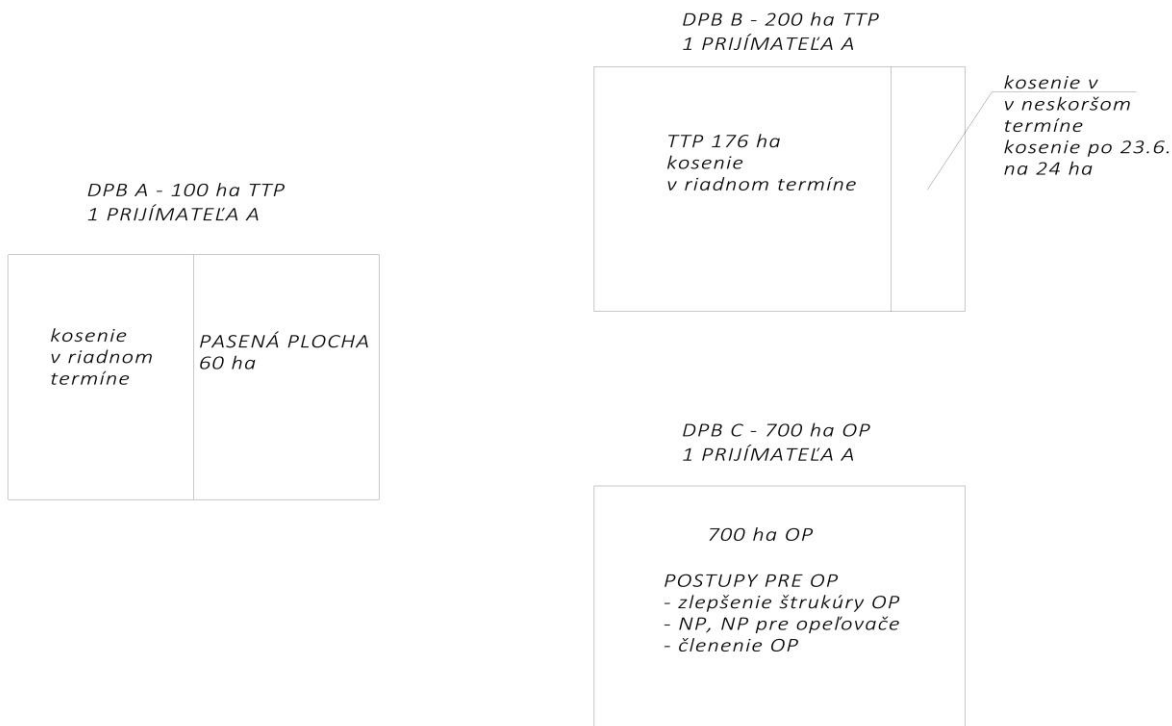 DPB A - 100 ha TTP
1 PRIJÍMATEĽA A
kosenie
v riadnom
termíne
PASENÁ PLOCHA
60 ha
DPB B - 200 ha TTP
1 PRIJÍMATEĽA A
TTP 176 ha
kosenie
v riadnom termíne
kosenie v
v neskoršom
termíne
kosenie po 23.6.
na 24 ha
DPB C - 700 ha OP
1 PRIJÍMATEĽA A
700 ha OP
POSTUPY PRE OP
- zlepšenie štrukúry OP
- NP, NP pre opeľovače
- členenie OP